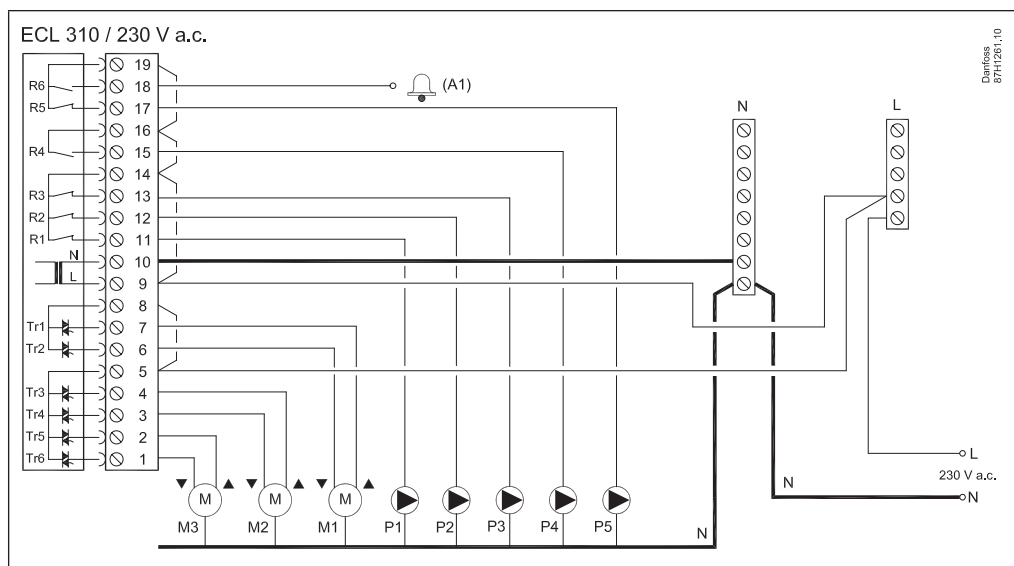 ECL 310 / 230 V a.c.
Danfoss
87H1261.10
19
R6 18 (A1)
R5 17
16
R4 15
14
R3 13
R2 12
R1 11
N 10
L 9
8
Tr1 7
Tr2 6
5
Tr3 4
Tr4 3
Tr5 2
Tr6 1
N
L
L
230 V a.c.
N
N
M M M
M3 M2 M1 P1 P2 P3 P4 P5
N